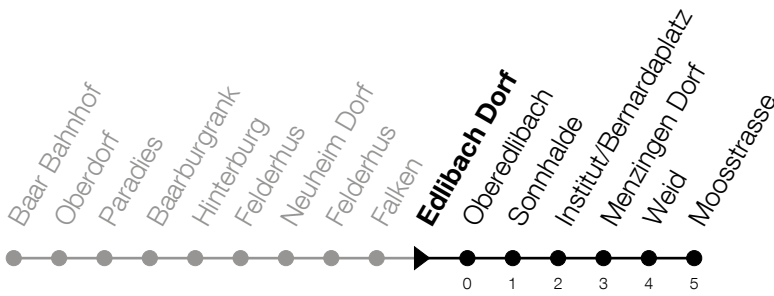 Baar Bahnhof
Oberdorf
Paradies
Baarburgrank
Hinterburg
Felderhus
Neuheim Dorf
Felderhus
Falken
Edlibach Dorf
Oberedlibach
Sonnhalde
Institut/Bernardaplatz
Menzingen Dorf
Weid
Moosstrasse
0 1 2 3 4 5